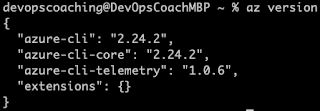 devopscoaching@DevOpsCoachMBP ~ % az version
{
  "azure-cli": "2.24.2",
  "azure-cli-core": "2.24.2",
  "azure-cli-telemetry": "1.0.6",
  "extensions": {}
}